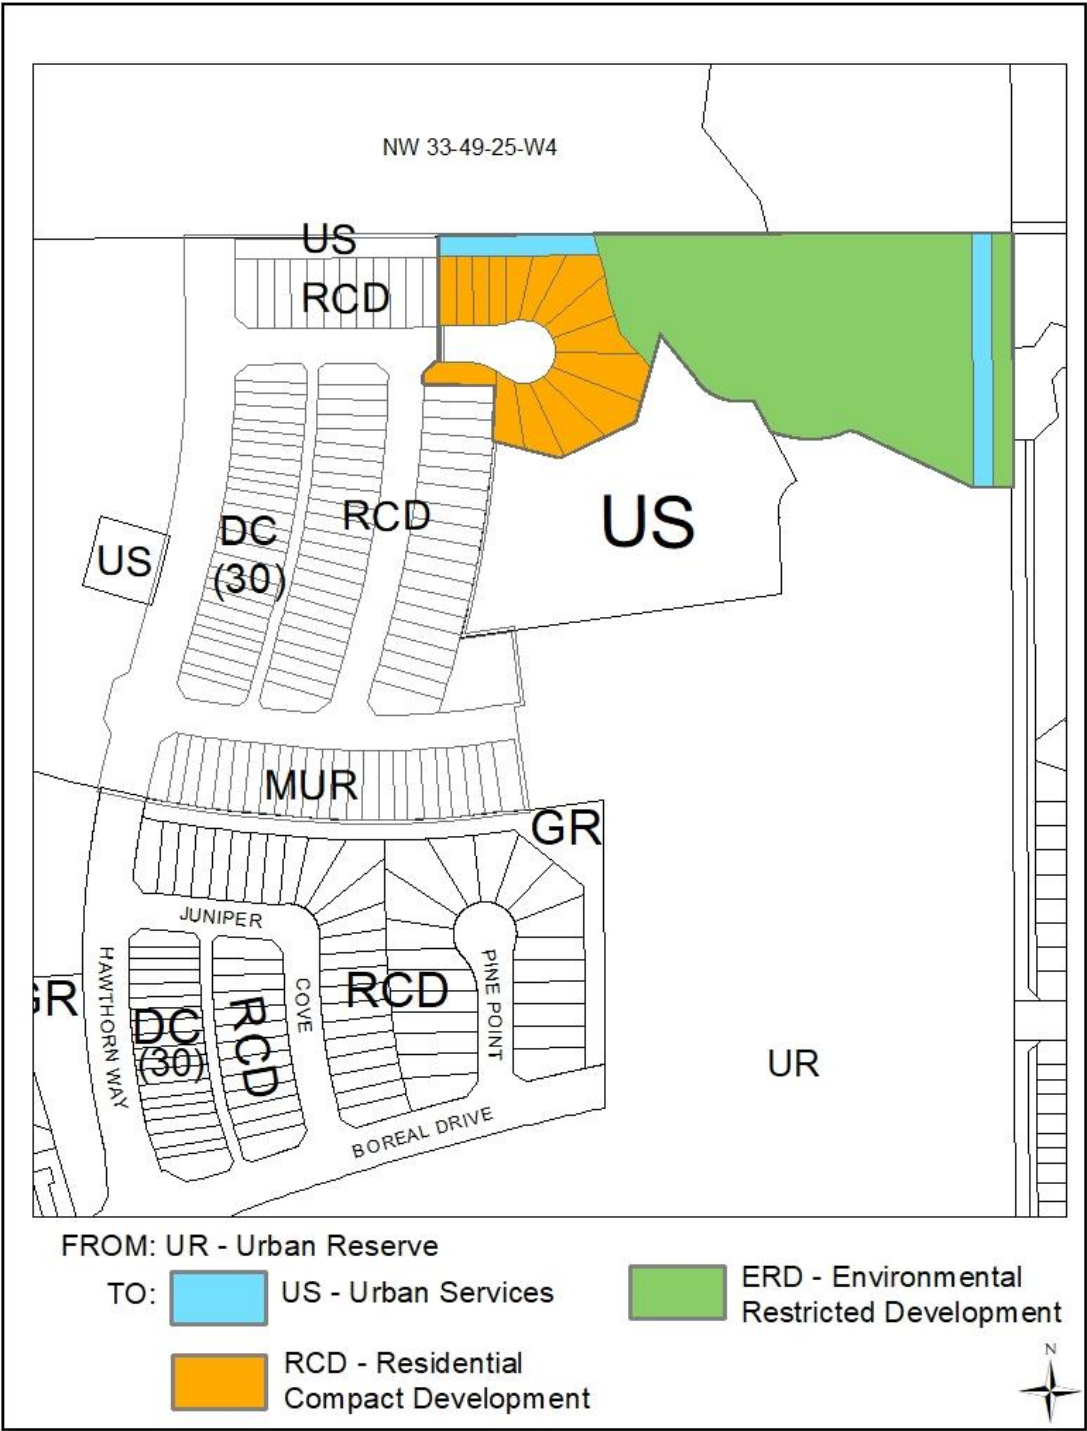 NW 33-49-25-W4
US
RCD
RCD
US
DC
(30)
US
MUR
GR
JUNIPER
HAWTHORN WAY
COVE
RCD
PINE POINT
GR
DC
(30)
RCD
UR
BOREAL DRIVE
FROM: UR - Urban Reserve
TO:
US - Urban Services
ERD - Environmental
Restricted Development
RCD - Residential
Compact Development
N